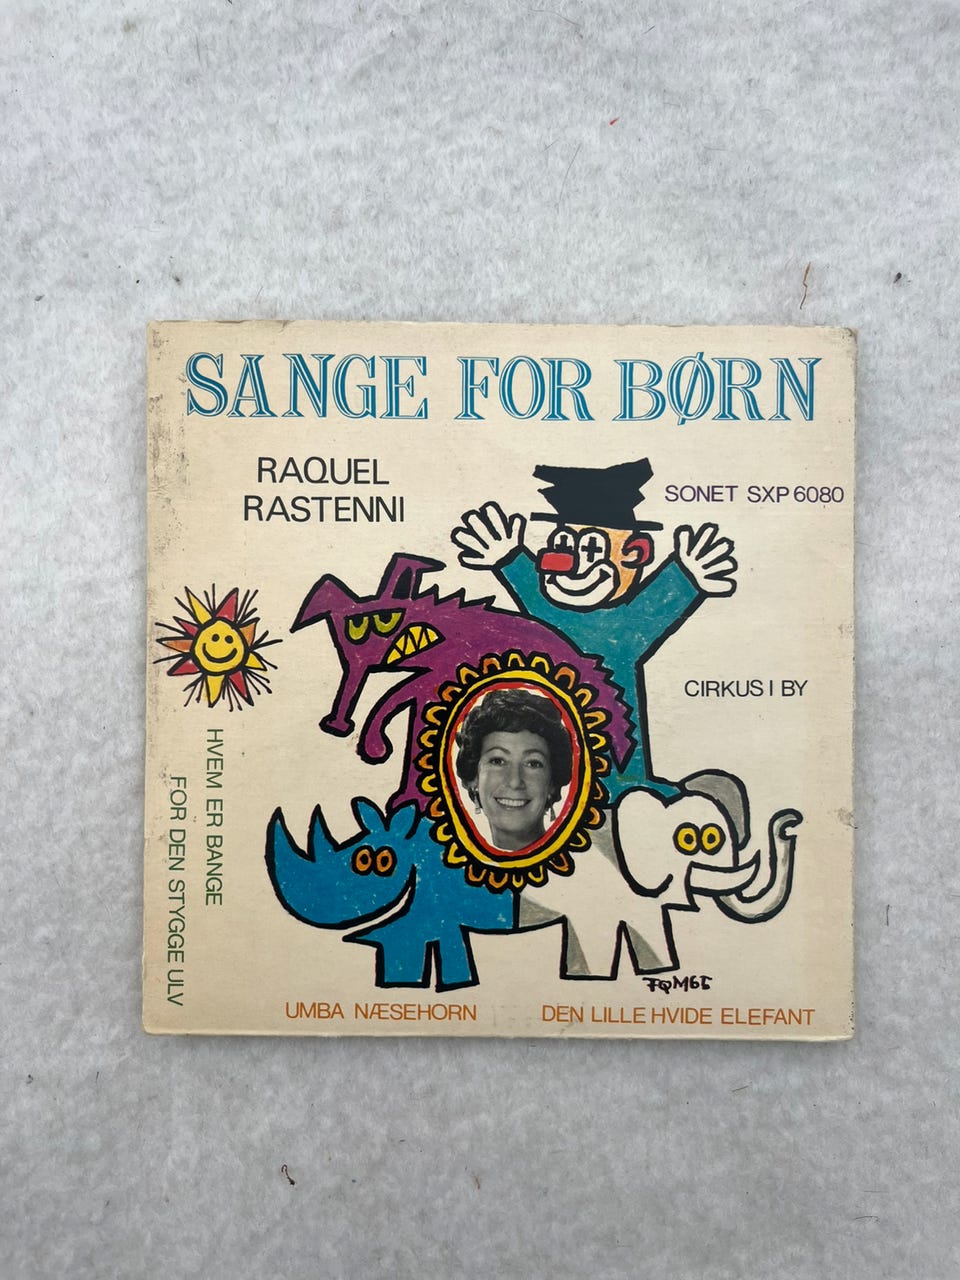 SANGE FOR BØRN
RAQUEL
RASTENNI
SONET SXP 6080
CIRKUS I BY
HVEM ER BANGE
FOR DEN STYGGE ULV
UMBA NÆSEHORN
DEN LILLE HVIDE ELEFANT